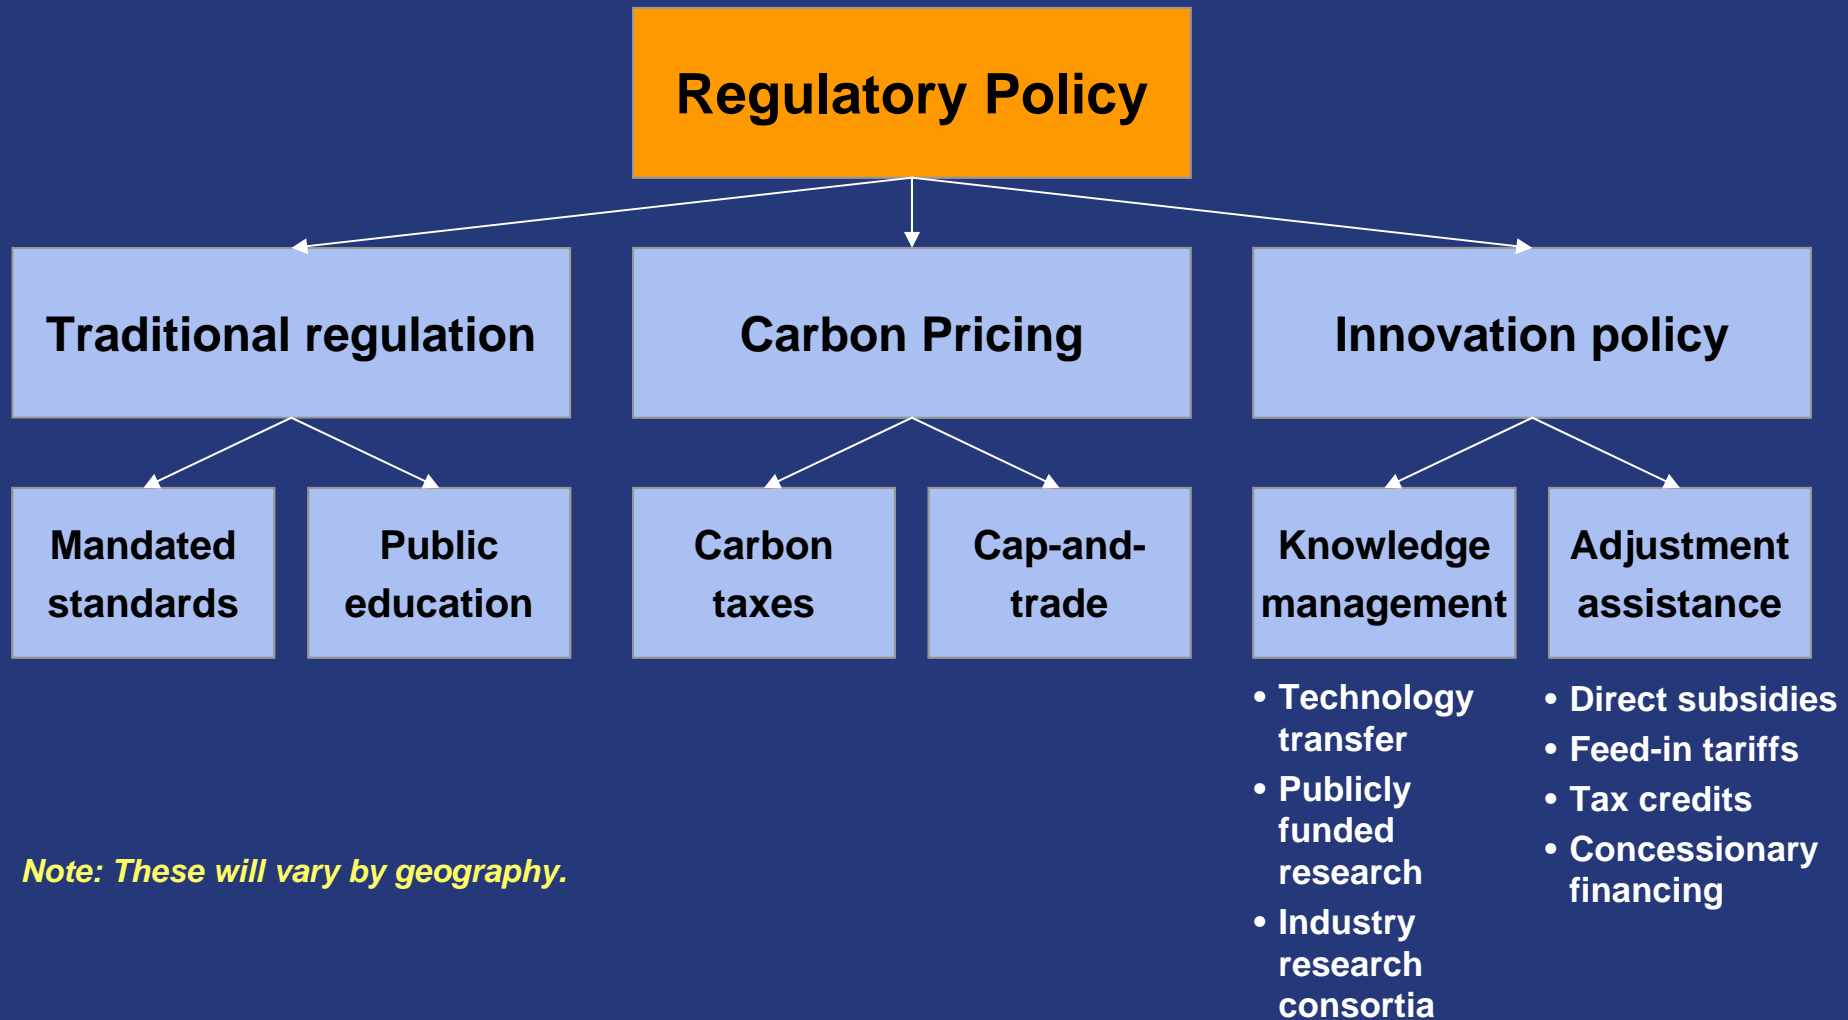 Regulatory Policy
Traditional regulation
Carbon Pricing
Innovation policy
Mandated
standards
Public
education
Carbon
taxes
Cap-and-
trade
Knowledge
management
Adjustment
assistance
• Technology
transfer
• Publicly
funded
research
• Industry
research
consortia
• Direct subsidies
• Feed-in tariffs
• Tax credits
• Concessionary
financing
Note: These will vary by geography.